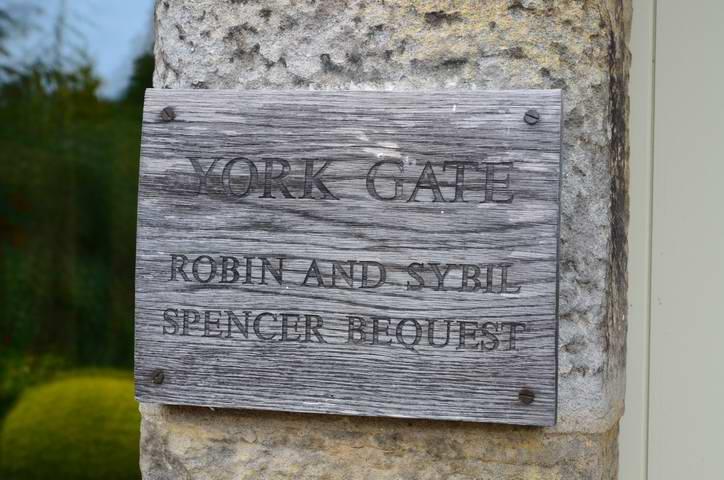 YORK GATE
ROBIN AND SYBIL
SPENCER BEQUEST